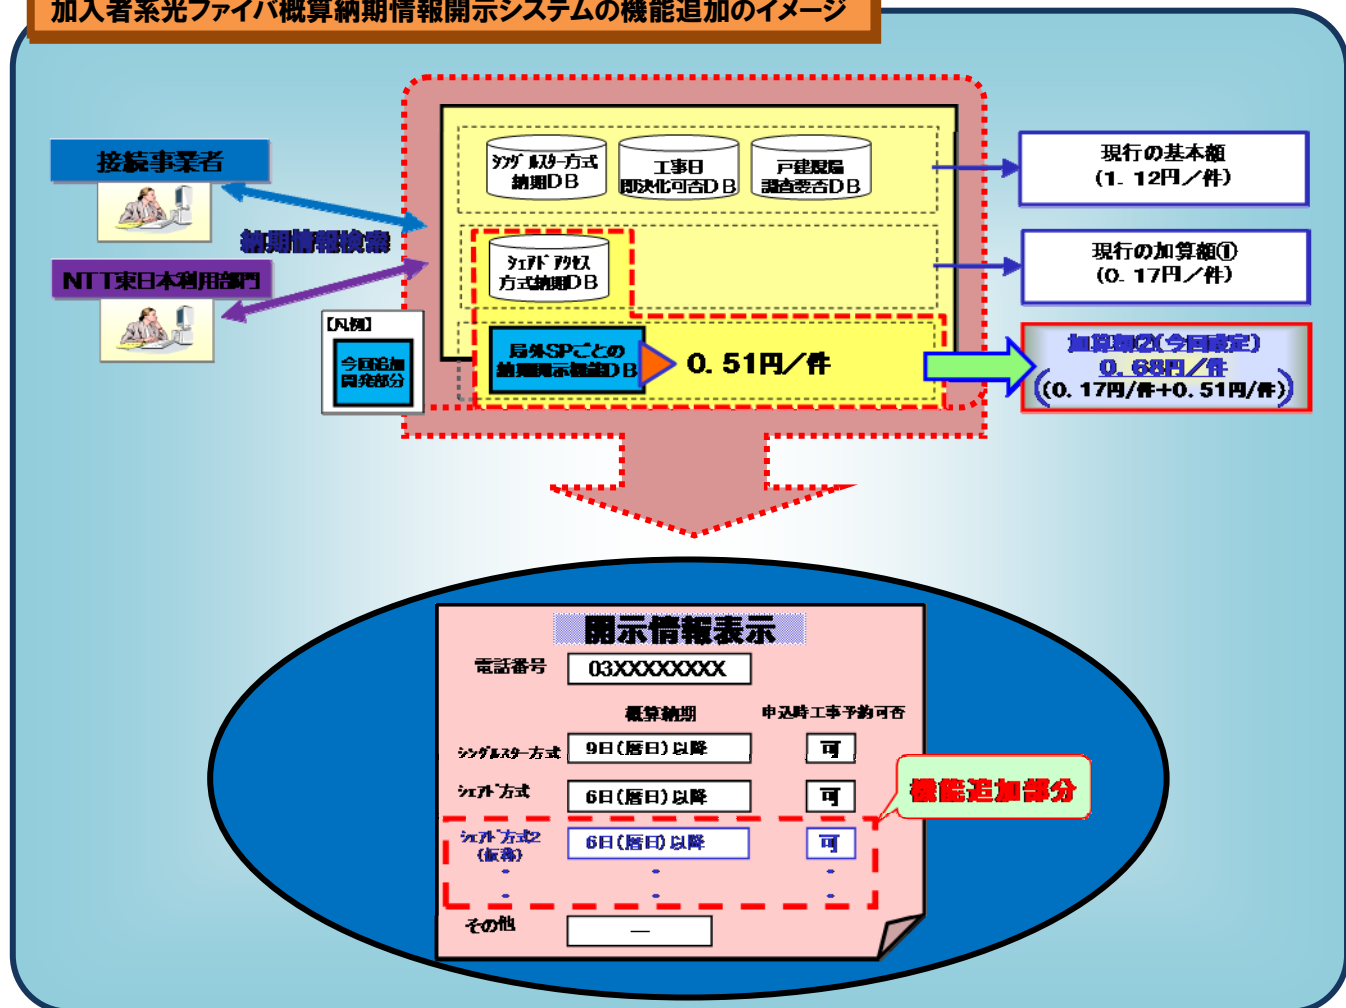 加入者系光ファイバ概算納期情報開示システムの機能追加のイメージ
接続事業者
納期情報検索
NTT東日本利用部門
【凡例】
今回追加
開発部分
シングルスター方式
納期DB
工事日
即決化可否DB
戸建現局
調査要否DB
シェアドアクセス
方式納期DB
局外SPごとの
納期開示機能DB
0.51円/件
現行の基本額
(1.12円/件)
現行の加算額①
(0.17円/件)
加算額②(今回設定)
0.68円/件
(0.17円/件+0.51円/件)
開示情報表示
電話番号 03XXXXXXXX
概算納期 申込時工事予約可否
シングルスター方式 9日(暦日)以降 可
シェアド方式 6日(暦日)以降 可
シェアド方式2 6日(暦日)以降 可
(仮称)
機能追加部分
その他 ―